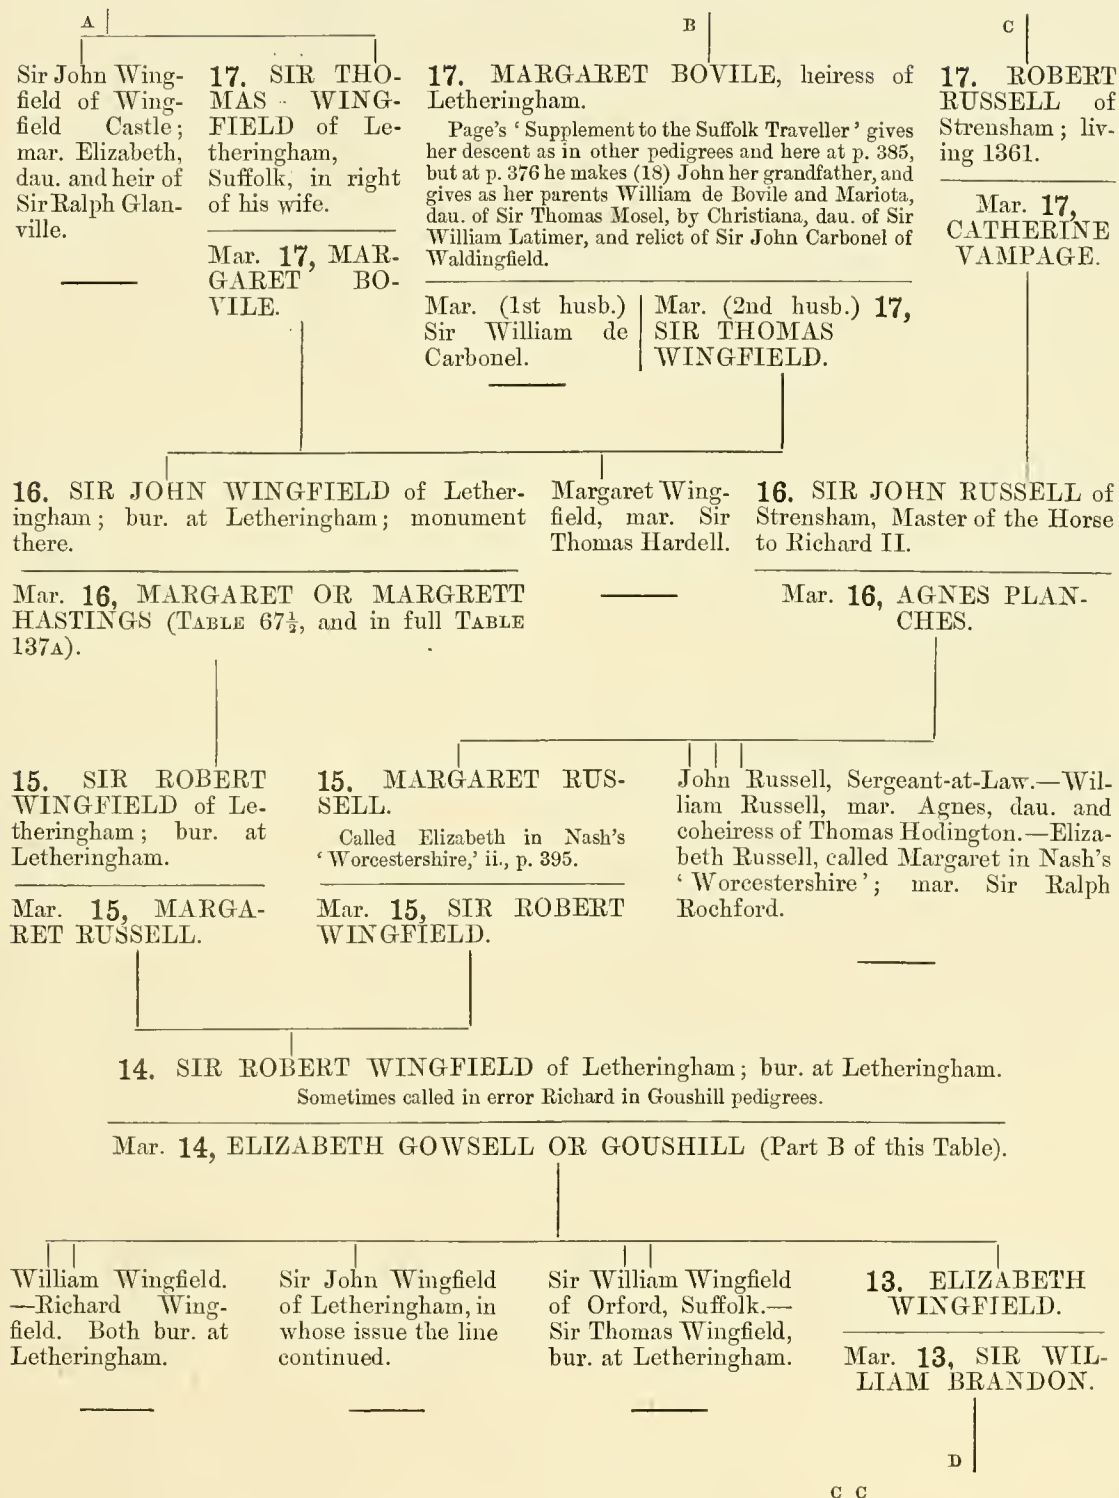 A
B
C
Sir John Wing-
field of Wing-
field Castle;
mar. Elizabeth,
dau. and heir of
Sir Ralph Glan-
ville.
17. SIR THO-
MAS WING-
FIELD of Le-
theringham,
Suffolk, in right
of his wife.
Mar. 17, MAR-
GARET BO-
VILE.
17. MARGARET BOVILE, heiress of
Letheringham.
Page's ‘Supplement to the Suffolk Traveller’ gives
her descent as in other pedigrees and here at p. 385,
but at p. 376 he makes (18) John her grandfather, and
gives as her parents William de Bovile and Mariota,
dau. of Sir Thomas Mosel, by Christiana, dau. of Sir
William Latimer, and relict of Sir John Carbonel of
Waldingfield.
Mar. (1st husb.)
Sir William de
Carbonel.
Mar. (2nd husb.) 17,
SIR THOMAS
WINGFIELD.
17. ROBERT
RUSSELL of
Strensham; liv-
ing 1361.
Mar. 17,
CATHERINE
VAMPAGE.
16. SIR JOHN WINGFIELD of Lether-
ingham; bur. at Letheringham; monument
there.
Mar. 16, MARGARET OR MARGRETT
HASTINGS (TABLE 67½, and in full TABLE
137A).
Margaret Wing-
field, mar. Sir
Thomas Hardell.
16. SIR JOHN RUSSELL of
Strensham, Master of the Horse
to Richard II.
Mar. 16, AGNES PLAN-
CHES.
15. SIR ROBERT
WINGFIELD of Le-
theringham; bur. at
Letheringham.
Mar. 15, MARGA-
RET RUSSELL.
15. MARGARET RUS-
SELL.
Called Elizabeth in Nash's
‘Worcestershire,’ ii., p. 395.
Mar. 15, SIR ROBERT
WINGFIELD.
John Russell, Sergeant-at-Law.—Wil-
liam Russell, mar. Agnes, dau. and
coheiress of Thomas Hodington.—Eliza-
beth Russell, called Margaret in Nash's
‘Worcestershire’; mar. Sir Ralph
Rochford.
14. SIR ROBERT WINGFIELD of Letheringham; bur. at Letheringham.
Sometimes called in error Richard in Goushill pedigrees.
Mar. 14, ELIZABETH GOWSELL OR GOUSHILL (Part B of this Table).
William Wingfield.
—Richard Wing-
field. Both bur. at
Letheringham.
Sir John Wingfield
of Letheringham, in
whose issue the line
continued.
Sir William Wingfield
of Orford, Suffolk.—
Sir Thomas Wingfield,
bur. at Letheringham.
13. ELIZABETH
WINGFIELD.
Mar. 13, SIR WIL-
LIAM BRANDON.
D
C C